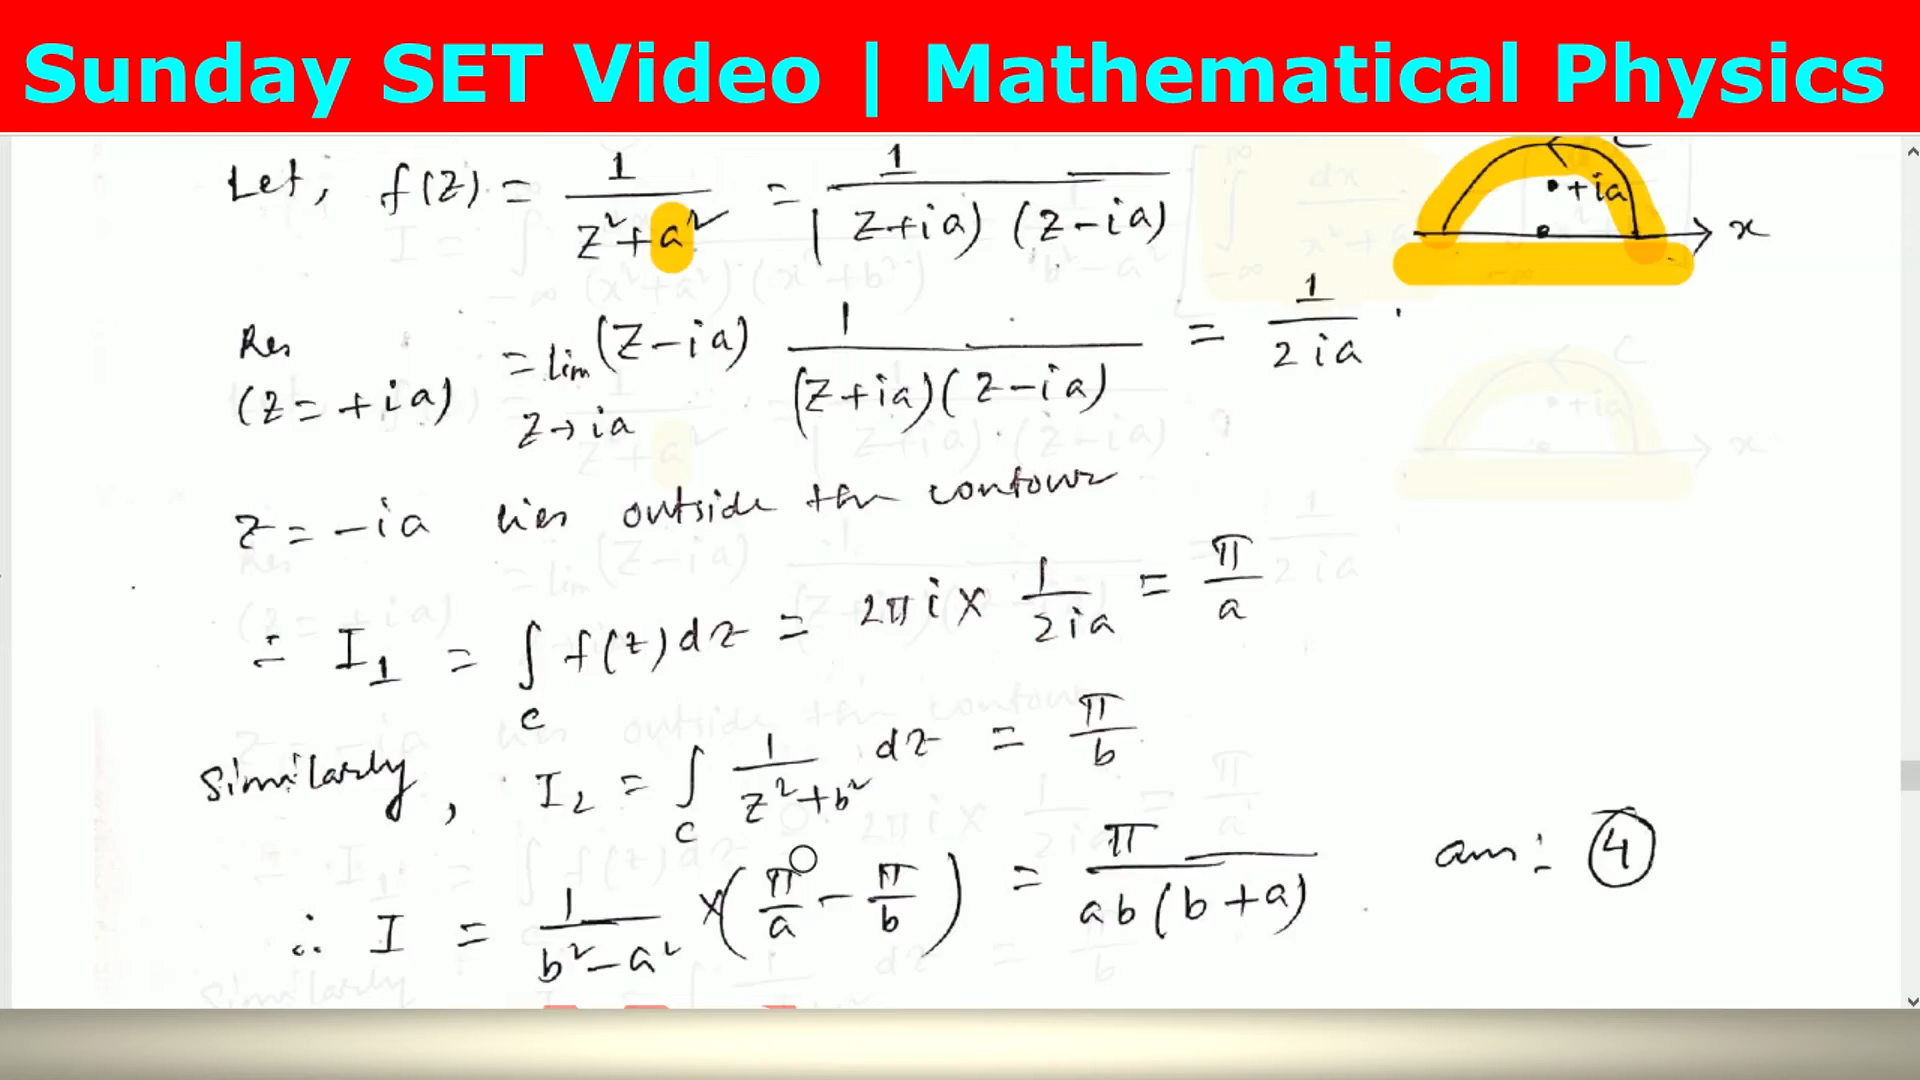 Sunday SET Video | Mathematical Physics
Let, f(z) = 1/(z²+a²) = 1/((z+ia)(z-ia))
+ia
x
Res (z=+ia) = lim z→ia (z-ia) 1/((z+ia)(z-ia)) = 1/(2ia)
z = -ia lies outside the contour
∴ I₁ = ∫c f(z)dz = 2πi × 1/(2ia) = π/a
Similarly, I₂ = ∫c 1/(z²+b²) dz = π/b
∴ I = 1/(b²-a²) × (π/a - π/b) = π/(ab(b+a)) ans: ④